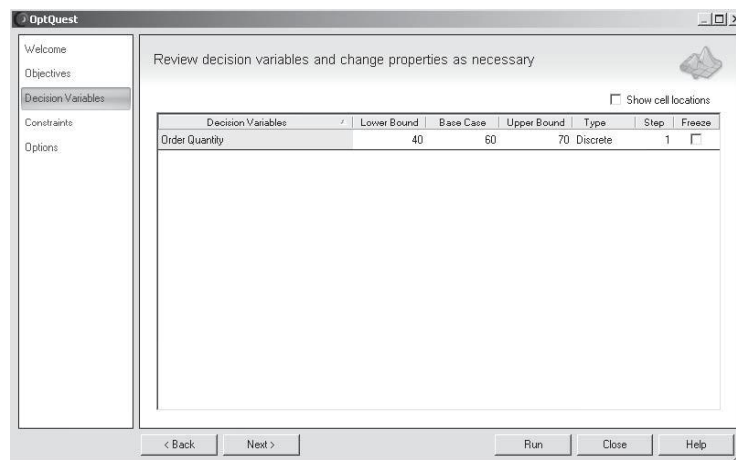 OptQuest
Welcome
Objectives
Decision Variables
Constraints
Options
Review decision variables and change properties as necessary
Show cell locations
Decision Variables Lower Bound Base Case Upper Bound Type Step Freeze
Order Quantity 40 60 70 Discrete 1
< Back Next > Run Close Help